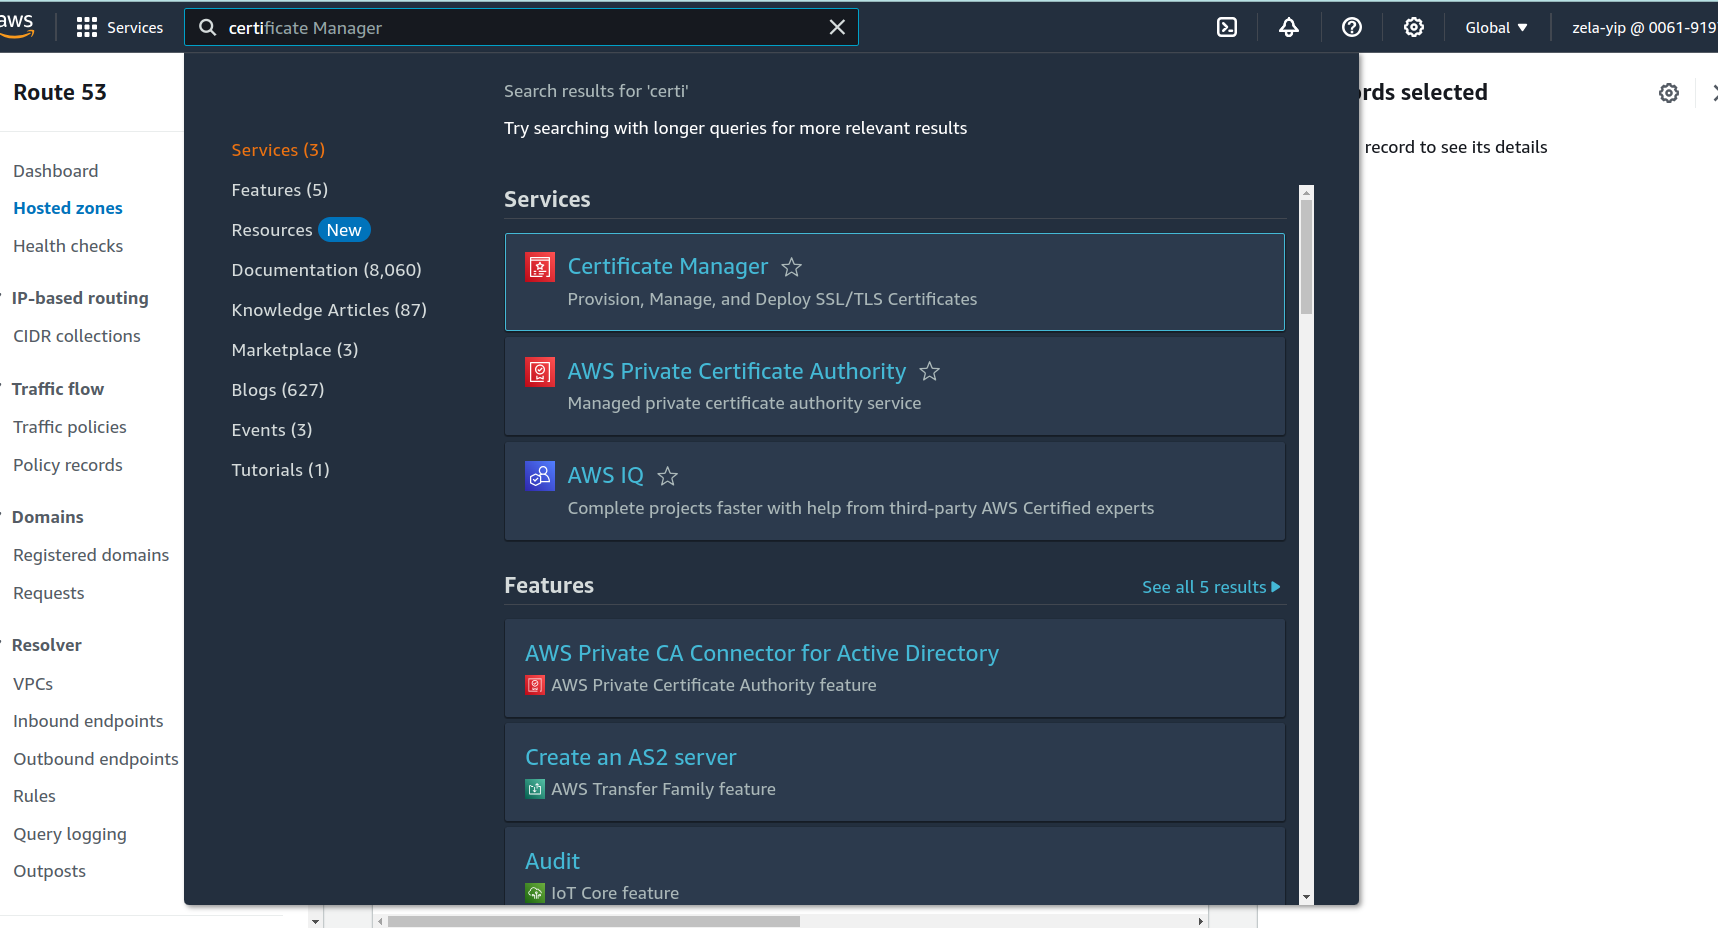 aws
Services
certificate Manager
Global
zela-yip @ 0061-919
Route 53
Dashboard
Hosted zones
Health checks
IP-based routing
CIDR collections
Traffic flow
Traffic policies
Policy records
Domains
Registered domains
Requests
Resolver
VPCs
Inbound endpoints
Outbound endpoints
Rules
Query logging
Outposts
Services (3)
Features (5)
Resources New
Documentation (8,060)
Knowledge Articles (87)
Marketplace (3)
Blogs (627)
Events (3)
Tutorials (1)
Search results for 'certi'
Try searching with longer queries for more relevant results
Services
Certificate Manager
Provision, Manage, and Deploy SSL/TLS Certificates
AWS Private Certificate Authority
Managed private certificate authority service
AWS IQ
Complete projects faster with help from third-party AWS Certified experts
Features
See all 5 results
AWS Private CA Connector for Active Directory
AWS Private Certificate Authority feature
Create an AS2 server
AWS Transfer Family feature
Audit
IoT Core feature
rds selected
record to see its details